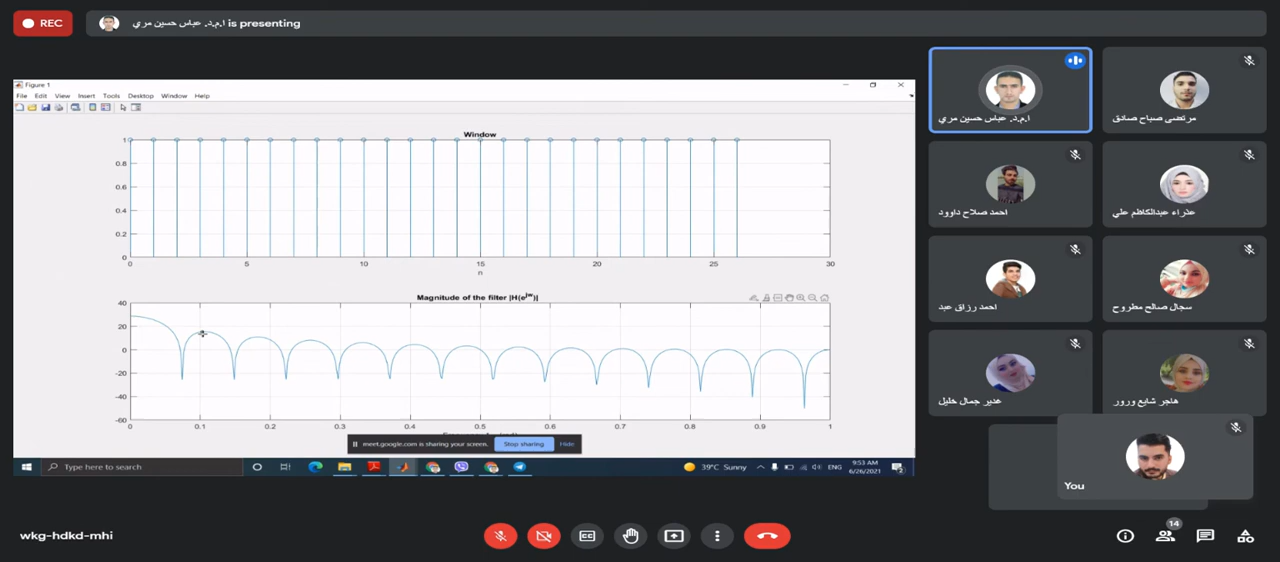 REC
ا.م.د. عباس حسين مري is presenting
Figure 1
File Edit View Insert Tools Desktop Window Help
Window
1
0.8
0.6
0.4
0.2
0
0 5 10 15 20 25 30
n
Magnitude of the filter |H(e^jw)|
40
20
0
-20
-40
-60
0 0.1 0.2 0.3 0.4 0.5 0.6 0.7 0.8 0.9 1
meet.google.com is sharing your screen. Stop sharing Hide
Type here to search
39°C Sunny
ENG
9:53 AM
6/26/2021
ا.م.د. عباس حسين مري
مرتضى صباح صادق
احمد صلاح داوود
عذراء عبدالكاظم علي
احمد رزاق عبد
سجال صالح مطروح
غدير جمال خليل
هاجر شايع ورور
You
wkg-hdkd-mhi
14